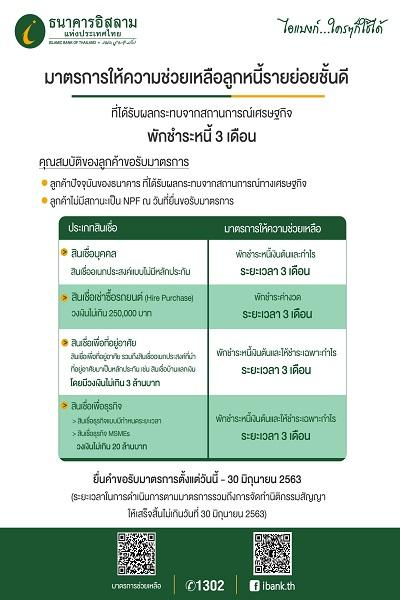 ธนาคารอิสลาม
แห่งประเทศไทย
ISLAMIC BANK OF THAILAND
ไอแบงก์...ใครๆก็ใช้ได้
มาตรการให้ความช่วยเหลือลูกหนี้รายย่อยชั้นดี
ที่ได้รับผลกระทบจากสถานการณ์เศรษฐกิจ
พักชำระหนี้ 3 เดือน
คุณสมบัติของลูกค้าขอรับมาตรการ
ลูกค้าปัจจุบันของธนาคาร ที่ได้รับผลกระทบจากสถานการณ์ทางเศรษฐกิจ
ลูกค้าไม่มีสถานะเป็น NPF ณ วันที่ยื่นขอรับมาตรการ
ประเภทสินเชื่อ
มาตรการให้ความช่วยเหลือ
สินเชื่อบุคคล
สินเชื่ออเนกประสงค์แบบไม่มีหลักประกัน
พักชำระหนี้เงินต้นและกำไร
ระยะเวลา 3 เดือน
สินเชื่อเช่าซื้อรถยนต์ (Hire Purchase)
วงเงินไม่เกิน 250,000 บาท
พักชำระค่างวด
ระยะเวลา 3 เดือน
สินเชื่อเพื่อที่อยู่อาศัย
สินเชื่อเพื่อที่อยู่อาศัย รวมถึงสินเชื่ออเนกประสงค์ที่นำ
ที่อยู่อาศัยมาเป็นหลักประกัน เช่น สินเชื่อบ้านแลกเงิน
โดยมีวงเงินไม่เกิน 3 ล้านบาท
พักชำระหนี้เงินต้นและให้ชำระเฉพาะกำไร
ระยะเวลา 3 เดือน
สินเชื่อเพื่อธุรกิจ
> สินเชื่อธุรกิจแบบมีกำหนดระยะเวลา
> สินเชื่อธุรกิจ MSMEs
วงเงินไม่เกิน 20 ล้านบาท
พักชำระหนี้เงินต้นและให้ชำระเฉพาะกำไร
ระยะเวลา 3 เดือน
ยื่นคำขอรับมาตรการตั้งแต่วันนี้ - 30 มิถุนายน 2563
(ระยะเวลาในการดำเนินการตามมาตรการรวมถึงการจัดทำนิติกรรมสัญญา
ให้เสร็จสิ้นไม่เกินวันที่ 30 มิถุนายน 2563)
มาตรการช่วยเหลือ
1302
ibank.th